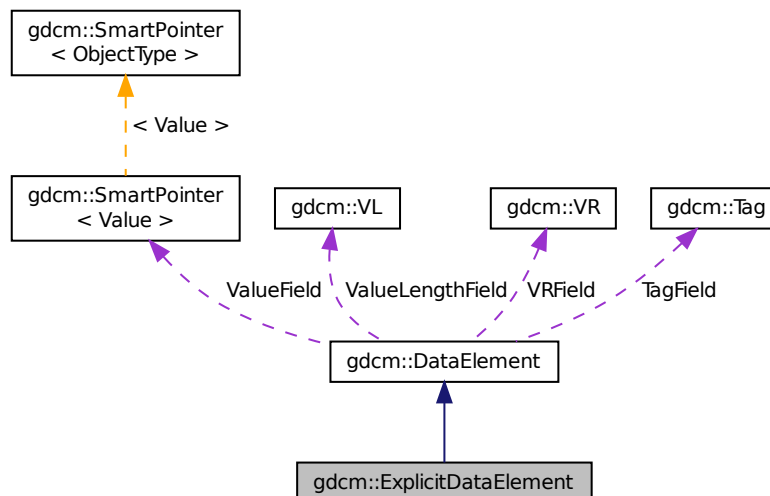 gdcm::SmartPointer
< ObjectType >
< Value >
gdcm::SmartPointer
< Value >
gdcm::VL
gdcm::VR
gdcm::Tag
ValueField
ValueLengthField
VRField
TagField
gdcm::DataElement
gdcm::ExplicitDataElement